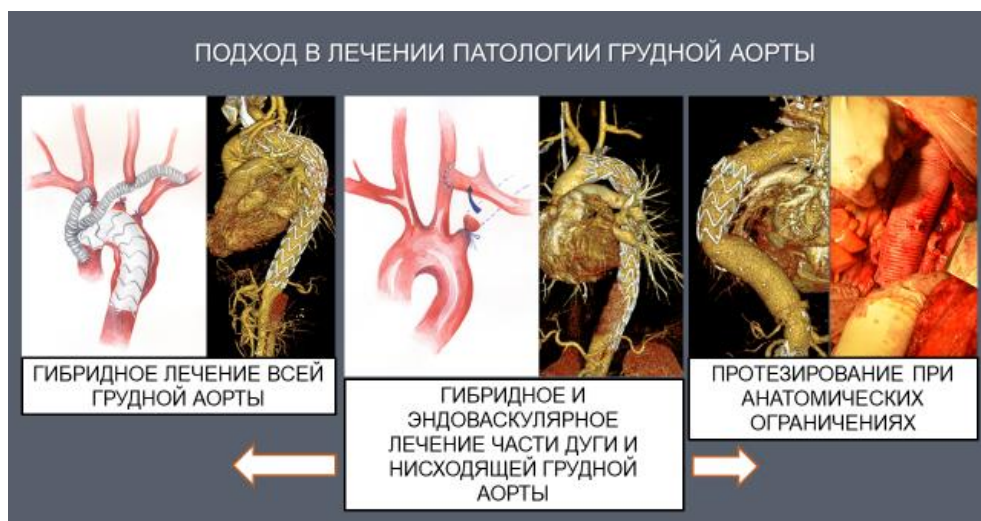 ПОДХОД В ЛЕЧЕНИИ ПАТОЛОГИИ ГРУДНОЙ АОРТЫ
ГИБРИДНОЕ ЛЕЧЕНИЕ ВСЕЙ
ГРУДНОЙ АОРТЫ
ГИБРИДНОЕ И
ЭНДОВАСКУЛЯРНОЕ
ЛЕЧЕНИЕ ЧАСТИ ДУГИ И
НИСХОДЯЩЕЙ ГРУДНОЙ
АОРТЫ
ПРОТЕЗИРОВАНИЕ ПРИ
АНАТОМИЧЕСКИХ
ОГРАНИЧЕНИЯХ